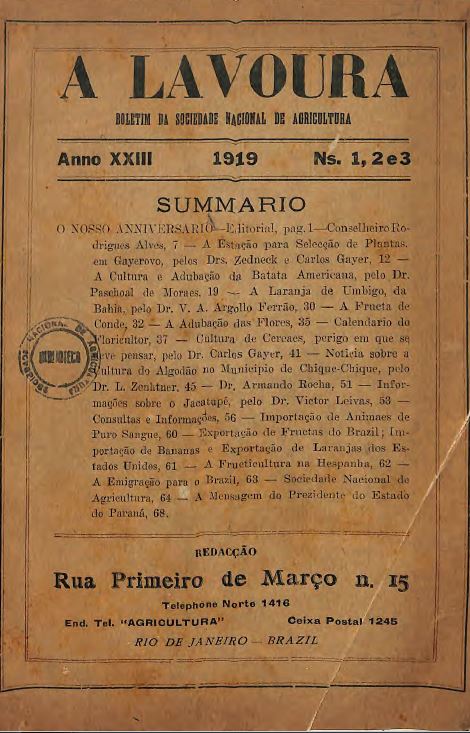 A LAVOURA
BOLETIM DA SOCIEDADE NACIONAL DE AGRICULTURA
Anno XXIII 1919 Ns. 1, 2 e 3
SUMMARIO
O NOSSO ANNIVERSARIO—Editorial, pag. 1—Conselheiro Ro-
drigues Alves, 7 — A Estação para Selecção de Plantas,
em Gayerovo, pelos Drs. Zedneck e Carlos Gayer, 12 —
A Cultura e Adubação da Batata Americana, pelo Dr.
Paschoal de Moraes, 19 — A Laranja de Umbigo, da
Bahia, pelo Dr. V. A. Argollo Ferrão, 30 — A Fructa de
Conde, 32 — A Adubação das Flores, 35 — Calendario do
Floricultor, 37 — Cultura de Cereaes, perigo em que se
deve pensar, pelo Dr. Carlos Gayer, 41 — Noticia sobre a
Cultura do Algodão no Municipio de Chique-Chique, pelo
Dr. L. Zenhtner, 45 — Dr. Armando Rocha, 51 — Infor-
mações sobre o Jacatupé, pelo Dr. Victor Leivas, 53 —
Consultas e Informações, 56 — Importação de Animaes de
Puro Sangue, 60 — Exportação de Fructas do Brazil; Im-
portação de Bananas e Exportação de Laranjas dos Es-
tados Unidos, 61 — A Fructicultura na Hespanha, 62 —
A Emigração para o Brazil, 63 — Sociedade Nacional de
Agricultura, 64 — A Mensagem do Prezidente do Estado
do Paraná, 68.
BIBLIOTECA
REDACÇÃO
Rua Primeiro de Março n. 15
Telephone Norte 1416
End. Tel. "AGRICULTURA" Ceixa Postal 1245
RIO DE JANEIRO — BRAZIL